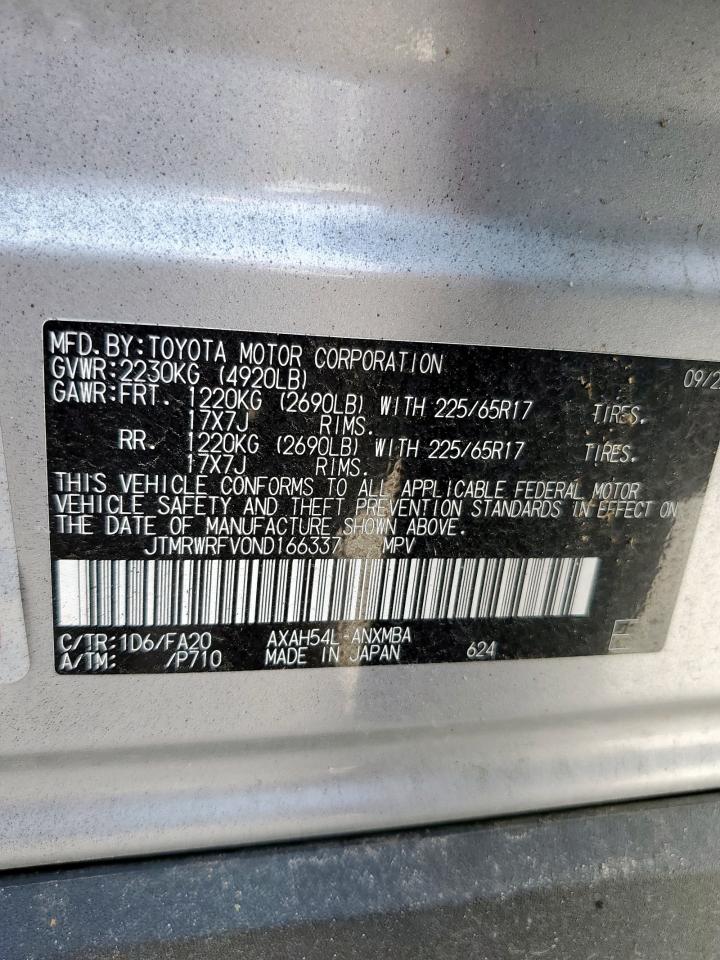 MFD.BY:TOYOTA MOTOR CORPORATION 09/2
GVWR:2230KG (4920LB)
GAWR:FRT. 1220KG (2690LB) WITH 225/65R17 TIRES.
17X7J RIMS.
RR. 1220KG (2690LB) WITH 225/65R17 TIRES.
17X7J RIMS.
THIS VEHICLE CONFORMS TO ALL APPLICABLE FEDERAL MOTOR
VEHICLE SAFETY AND THEFT PREVENTION STANDARDS IN EFFECT ON
THE DATE OF MANUFACTURE SHOWN ABOVE.
JTMRWRFV0ND166337 MPV
C/TR:1D6/FA20 AXAH54L-ANXMBA
A/TM: /P710 MADE IN JAPAN 624 E